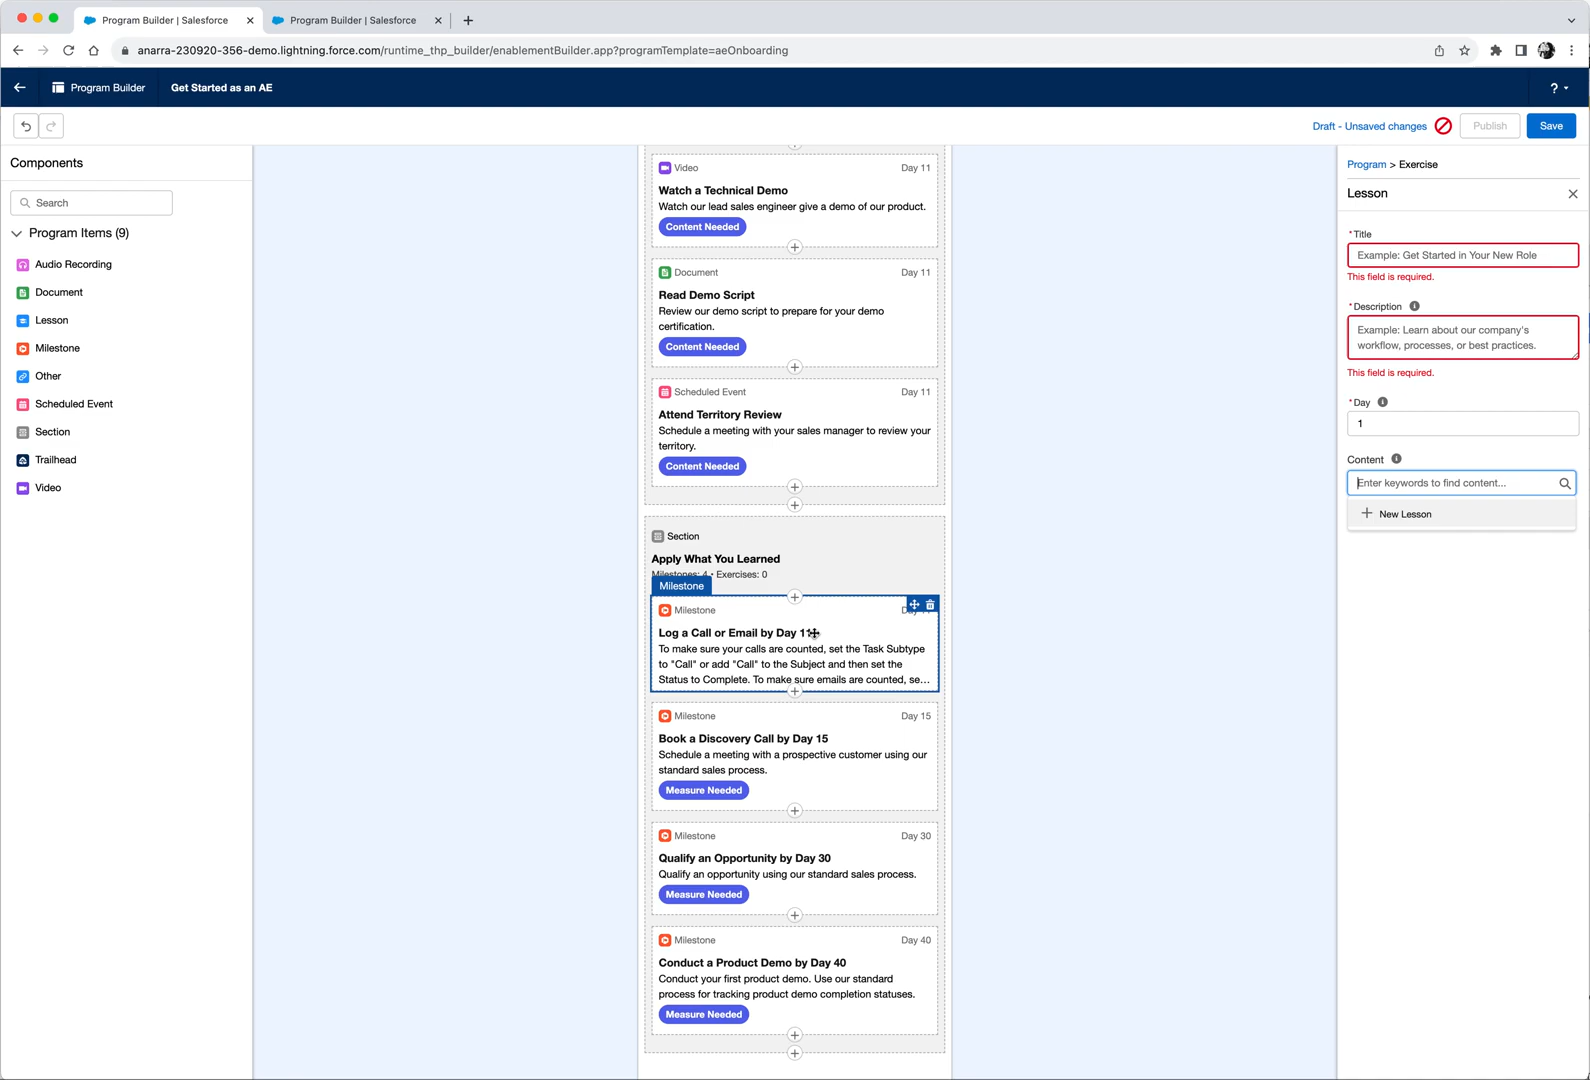 Program Builder | Salesforce
Program Builder | Salesforce
anarra-230920-356-demo.lightning.force.com/runtime_thp_builder/enablementBuilder.app?programTemplate=aeOnboarding
Program Builder
Get Started as an AE
?
Draft - Unsaved changes
Publish
Save
Components
Search
Program Items (9)
Audio Recording
Document
Lesson
Milestone
Other
Scheduled Event
Section
Trailhead
Video
Video
Day 11
Watch a Technical Demo
Watch our lead sales engineer give a demo of our product.
Content Needed
Document
Day 11
Read Demo Script
Review our demo script to prepare for your demo
certification.
Content Needed
Scheduled Event
Day 11
Attend Territory Review
Schedule a meeting with your sales manager to review your
territory.
Content Needed
Section
Apply What You Learned
Milestones: 4 • Exercises: 0
Milestone
Milestone
Log a Call or Email by Day 11
To make sure your calls are counted, set the Task Subtype
to "Call" or add "Call" to the Subject and then set the
Status to Complete. To make sure emails are counted, se...
Milestone
Day 15
Book a Discovery Call by Day 15
Schedule a meeting with a prospective customer using our
standard sales process.
Measure Needed
Milestone
Day 30
Qualify an Opportunity by Day 30
Qualify an opportunity using our standard sales process.
Measure Needed
Milestone
Day 40
Conduct a Product Demo by Day 40
Conduct your first product demo. Use our standard
process for tracking product demo completion statuses.
Measure Needed
Program > Exercise
Lesson
*Title
Example: Get Started in Your New Role
This field is required.
*Description
Example: Learn about our company's
workflow, processes, or best practices.
This field is required.
*Day
1
Content
Enter keywords to find content...
New Lesson